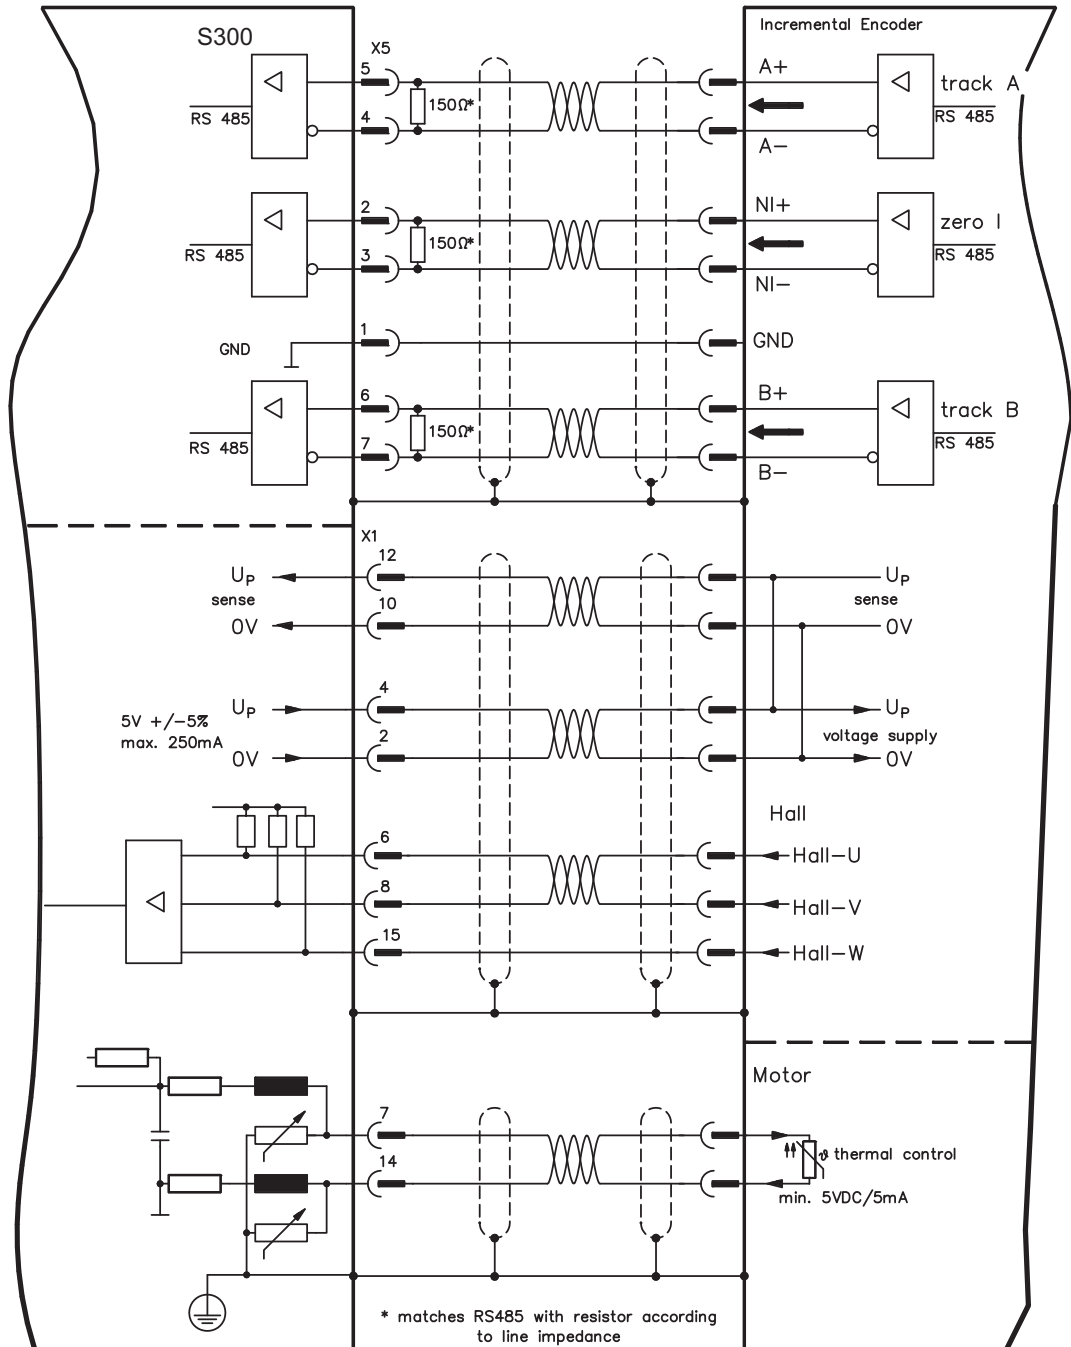 Incremental Encoder
S300
X5
5
A+
track A
150Ω*
RS 485
RS 485
4
A−
2
NI+
zero I
150Ω*
RS 485
RS 485
3
NI−
1
GND
GND
6
B+
track B
150Ω*
RS 485
RS 485
7
B−
X1
12
UP
UP
sense
sense
10
0V
0V
4
UP
UP
5V +/−5%
max. 250mA
voltage supply
2
0V
0V
Hall
6
Hall−U
8
Hall−V
15
Hall−W
Motor
7
ϑ thermal control
14
min. 5VDC/5mA
* matches RS485 with resistor according
to line impedance